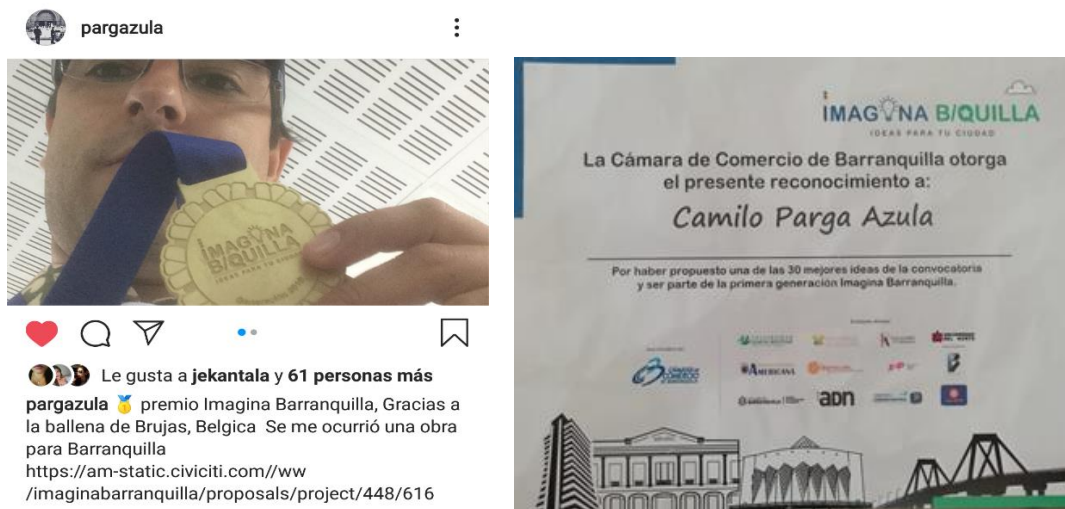 pargazula
IMAGINA
B/QUILLA
IDEAS PARA TU CIUDAD
Le gusta a jekantala y 61 personas más
pargazula 🥇 premio Imagina Barranquilla, Gracias a
la ballena de Brujas, Belgica Se me ocurrió una obra
para Barranquilla
https://am-static.civiciti.com//ww
/imaginabarranquilla/proposals/project/448/616
IMAGINA B/QUILLA
IDEAS PARA TU CIUDAD
La Cámara de Comercio de Barranquilla otorga
el presente reconocimiento a:
Camilo Parga Azula
Por haber propuesto una de las 30 mejores ideas de la convocatoria
y ser parte de la primera generación Imagina Barranquilla.
CÁMARA DE
COMERCIO
AMERICANA
adn